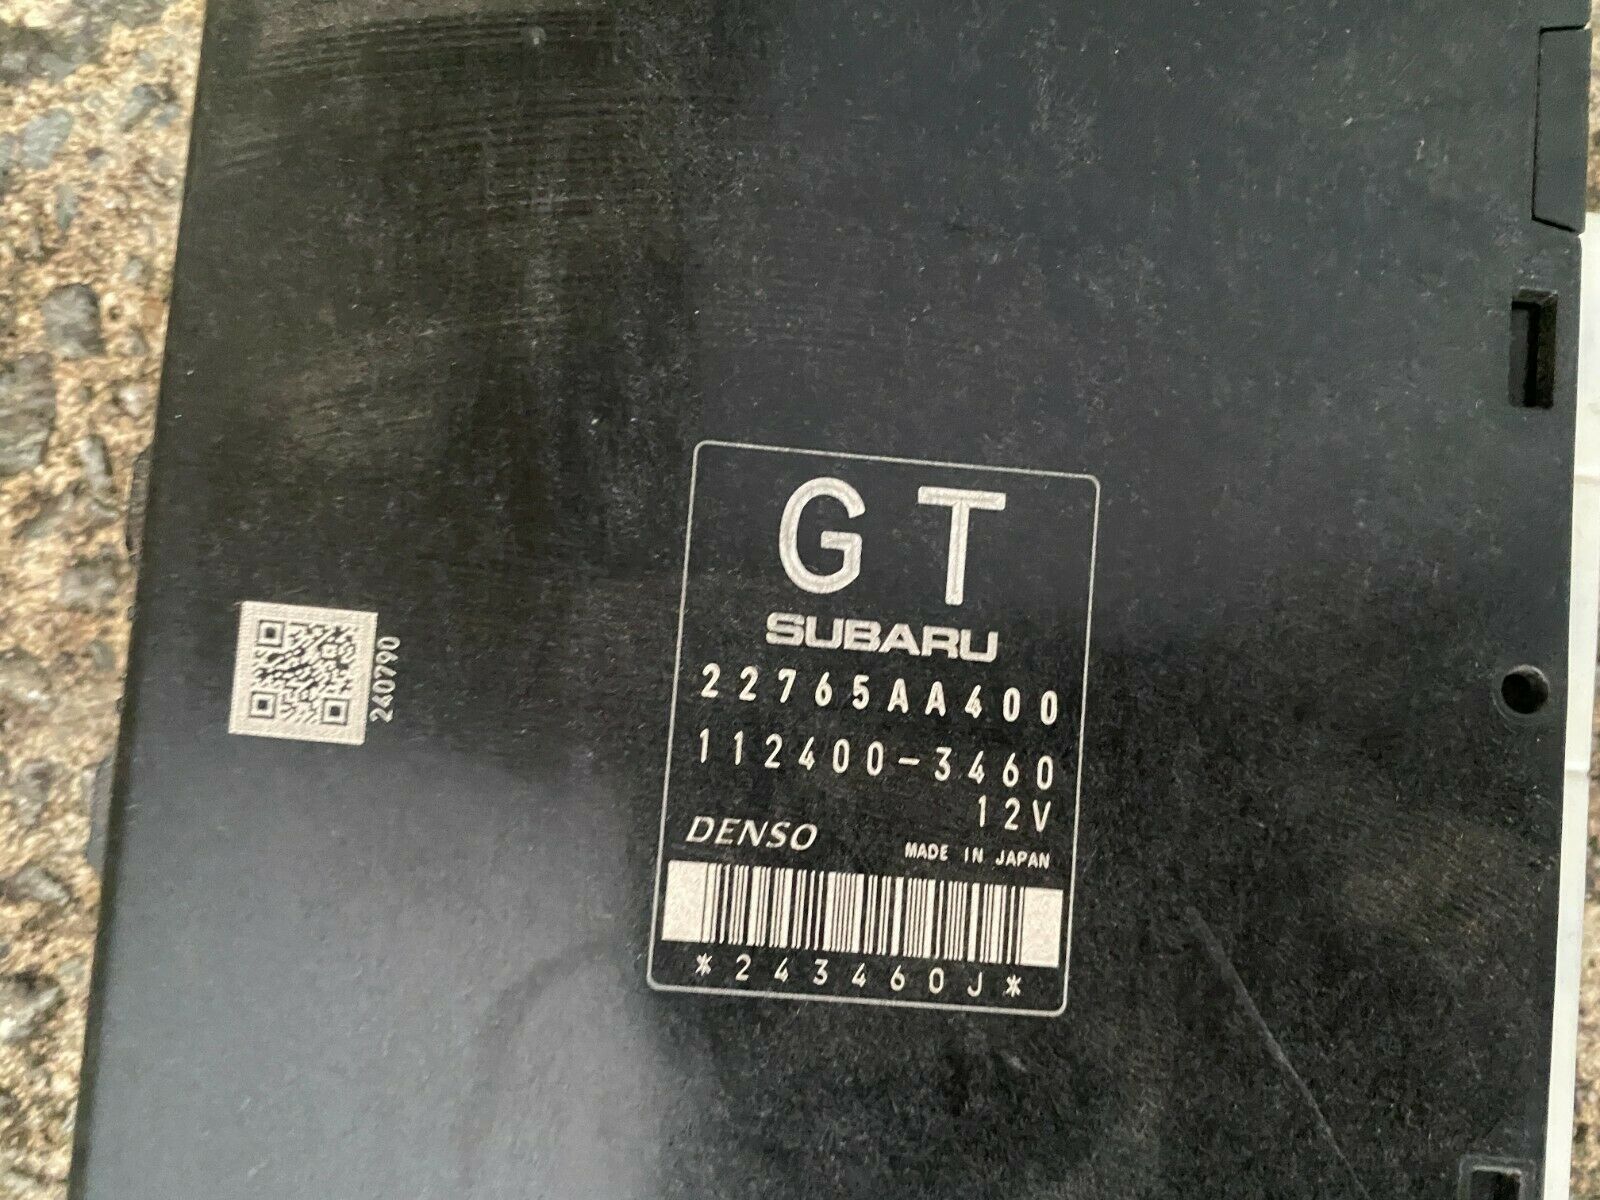 GT
SUBARU
22765AA400
112400-3460
12V
DENSO
MADE IN JAPAN
*243460J*
240790